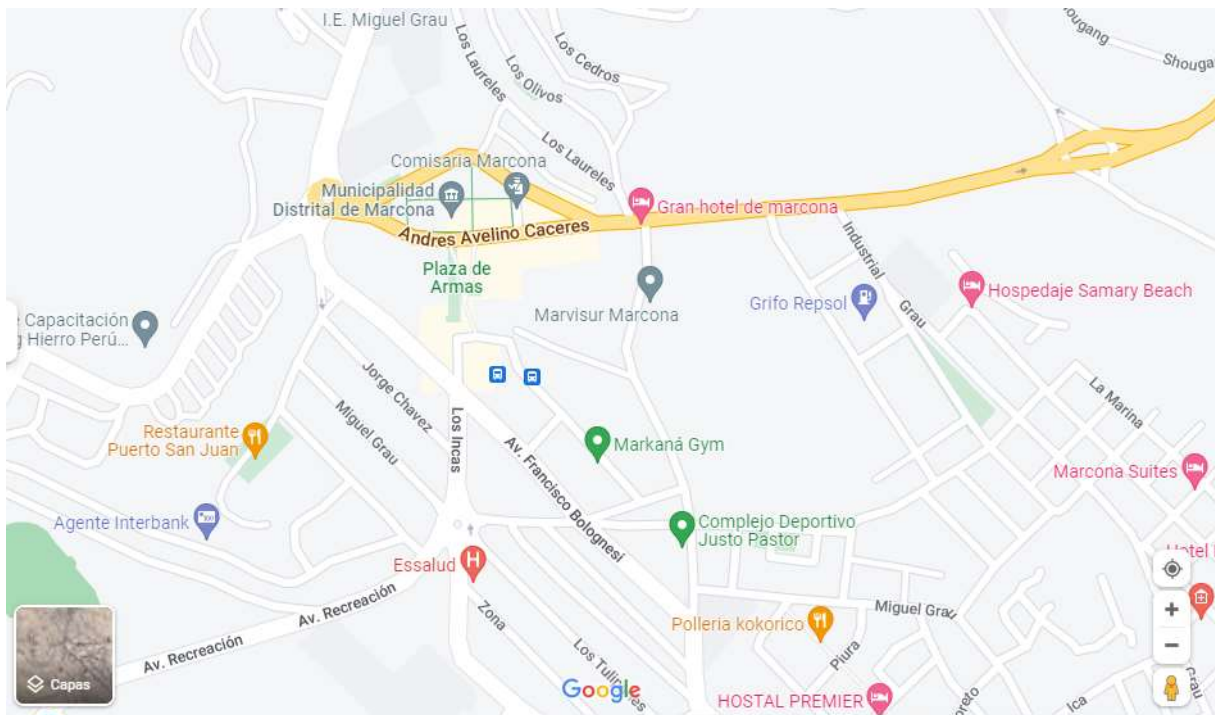 I.E. Miguel Grau
Los Laureles
Los Cedros
Los Olivos
Los Laureles
Shougang
Shouga
Comisaria Marcona
Municipalidad
Distrital de Marcona
Gran hotel de marcona
Andres Avelino Caceres
Plaza de
Armas
Marvisur Marcona
Industrial
Grau
Grifo Repsol
Hospedaje Samary Beach
e Capacitación
g Hierro Perú...
Jorge Chavez
Miguel Grau
Los Incas
La Marina
Restaurante
Puerto San Juan
Av. Francisco Bolognesi
Markaná Gym
Marcona Suites
Agente Interbank
Complejo Deportivo
Justo Pastor
Essalud
H
Hotel
Av. Recreación
Av. Recreación
Zona
Miguel Grau
Polleria kokorico
Piura
Los Tulipanes
Capas
Google
HOSTAL PREMIER
oreto
Ica
Grau